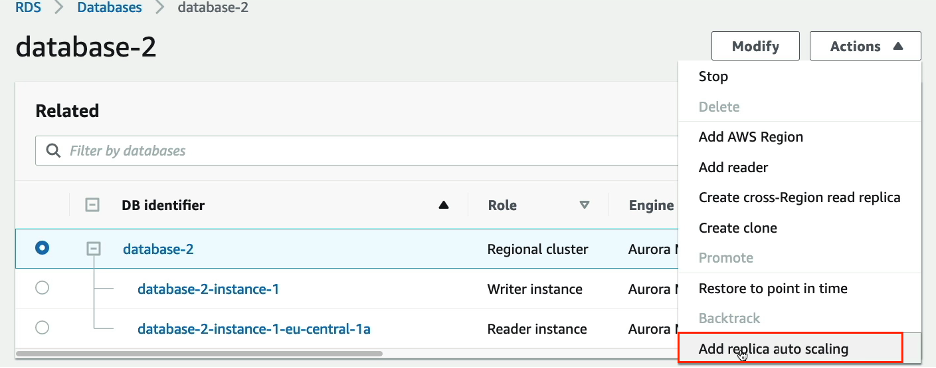 RDS > Databases > database-2
database-2
Modify
Actions
Stop
Delete
Related
Add AWS Region
Filter by databases
Add reader
Create cross-Region read replica
DB identifier Role Engine
Create clone
database-2 Regional cluster Aurora M
Promote
database-2-instance-1 Writer instance Aurora M
Restore to point in time
Backtrack
database-2-instance-1-eu-central-1a Reader instance Aurora M
Add replica auto scaling